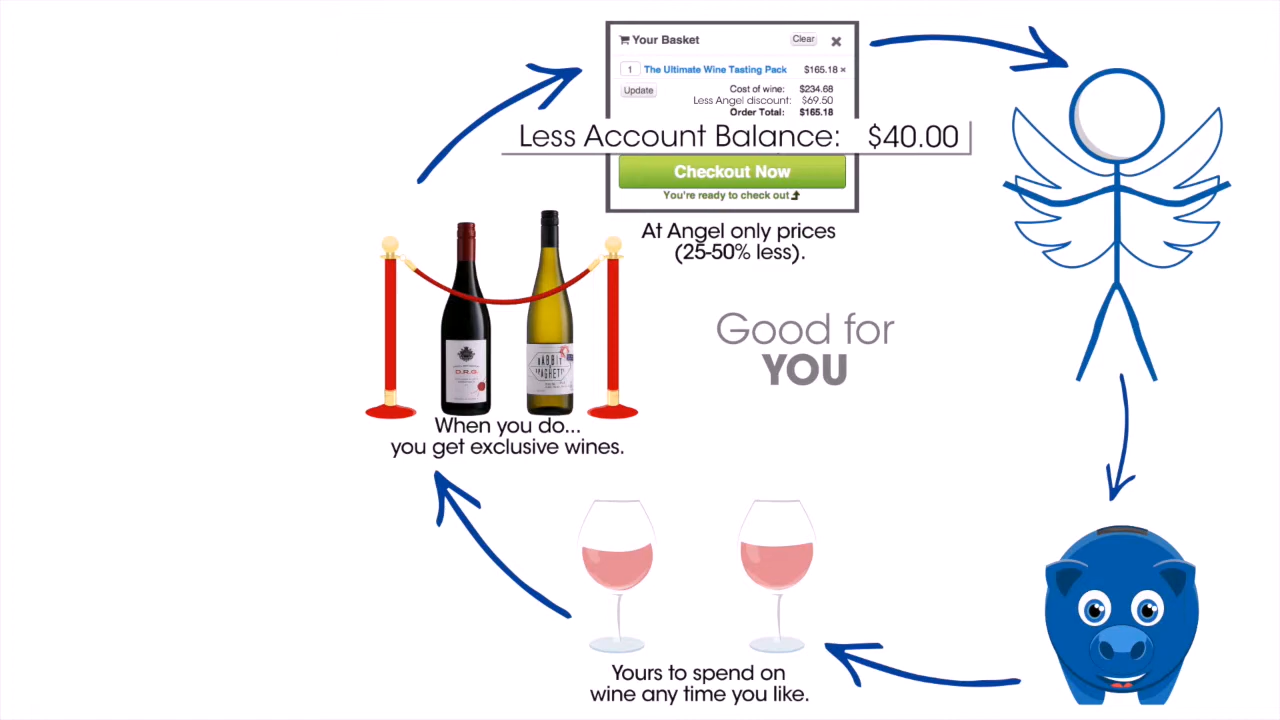 Your Basket
Clear
1 The Ultimate Wine Tasting Pack $165.18 ×
Update
Cost of wine: $234.68
Less Angel discount: $69.50
Order Total: $165.18
Less Account Balance: $40.00
Checkout Now
You're ready to check out
At Angel only prices
(25-50% less).
Good for
YOU
D.R.G.
RABBIT
SPAGHETTI
When you do...
you get exclusive wines.
Yours to spend on
wine any time you like.